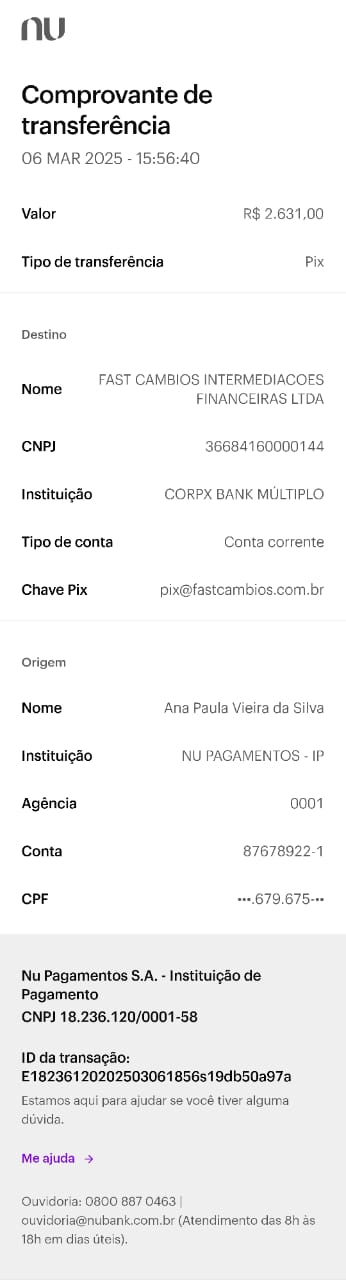 nu
Comprovante de
transferência
06 MAR 2025 - 15:56:40
Valor R$ 2.631,00
Tipo de transferência Pix
Destino
Nome FAST CAMBIOS INTERMEDIACOES
FINANCEIRAS LTDA
CNPJ 36684160000144
Instituição CORPX BANK MÚLTIPLO
Tipo de conta Conta corrente
Chave Pix pix@fastcambios.com.br
Origem
Nome Ana Paula Vieira da Silva
Instituição NU PAGAMENTOS - IP
Agência 0001
Conta 87678922-1
CPF •••.679.675-••
Nu Pagamentos S.A. - Instituição de
Pagamento
CNPJ 18.236.120/0001-58
ID da transação:
E18236120202503061856s19db50a97a
Estamos aqui para ajudar se você tiver alguma
dúvida.
Me ajuda →
Ouvidoria: 0800 887 0463 |
ouvidoria@nubank.com.br (Atendimento das 8h às
18h em dias úteis).